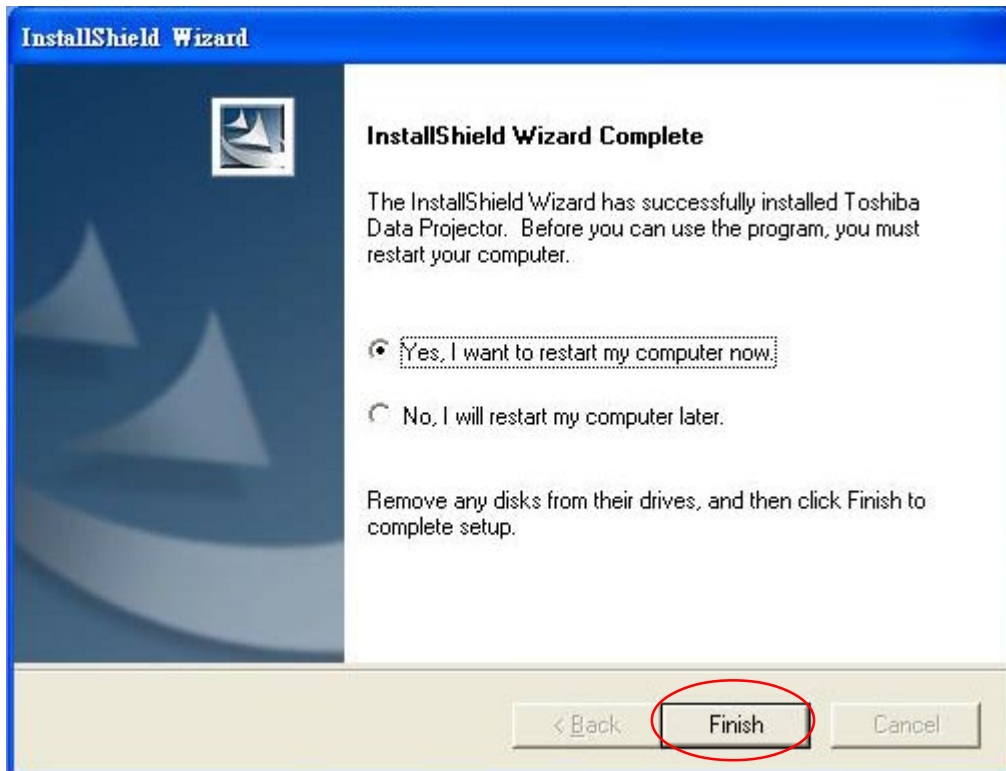 InstallShield Wizard
InstallShield Wizard Complete
The InstallShield Wizard has successfully installed Toshiba
Data Projector.  Before you can use the program, you must
restart your computer.
Yes, I want to restart my computer now.
No, I will restart my computer later.
Remove any disks from their drives, and then click Finish to
complete setup.
< Back Finish Cancel